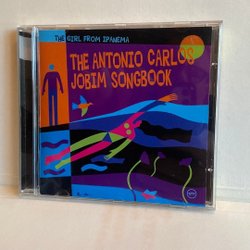 THE GIRL FROM IPANEMA
THE ANTONIO CARLOS
JOBIM SONGBOOK